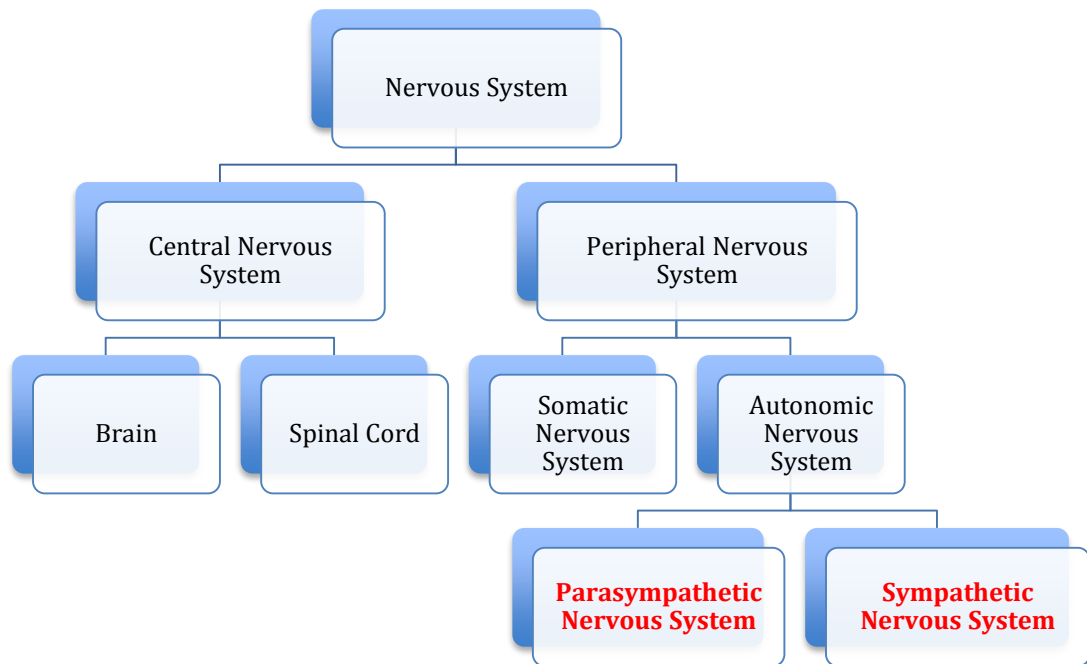 Nervous System
Central Nervous
System
Peripheral Nervous
System
Brain
Spinal Cord
Somatic
Nervous
System
Autonomic
Nervous
System
Parasympathetic
Nervous System
Sympathetic
Nervous System